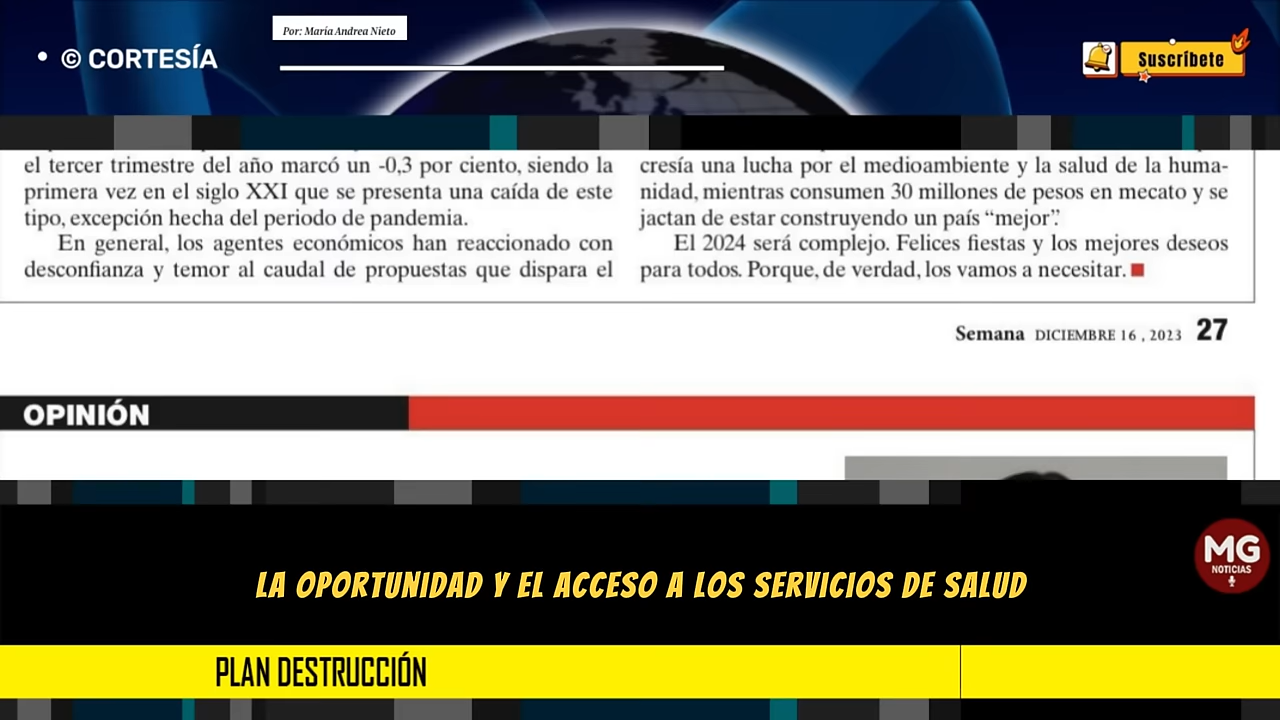 Por: María Andrea Nieto
• © CORTESÍA
Suscríbete
el tercer trimestre del año marcó un -0,3 por ciento, siendo la
primera vez en el siglo XXI que se presenta una caída de este
tipo, excepción hecha del periodo de pandemia.
En general, los agentes económicos han reaccionado con
desconfianza y temor al caudal de propuestas que dispara el
cresía una lucha por el medioambiente y la salud de la huma-
nidad, mientras consumen 30 millones de pesos en mecato y se
jactan de estar construyendo un país “mejor”.
El 2024 será complejo. Felices fiestas y los mejores deseos
para todos. Porque, de verdad, los vamos a necesitar.
Semana DICIEMBRE 16 , 2023 27
OPINIÓN
MG
NOTICIAS
LA OPORTUNIDAD Y EL ACCESO A LOS SERVICIOS DE SALUD
PLAN DESTRUCCIÓN